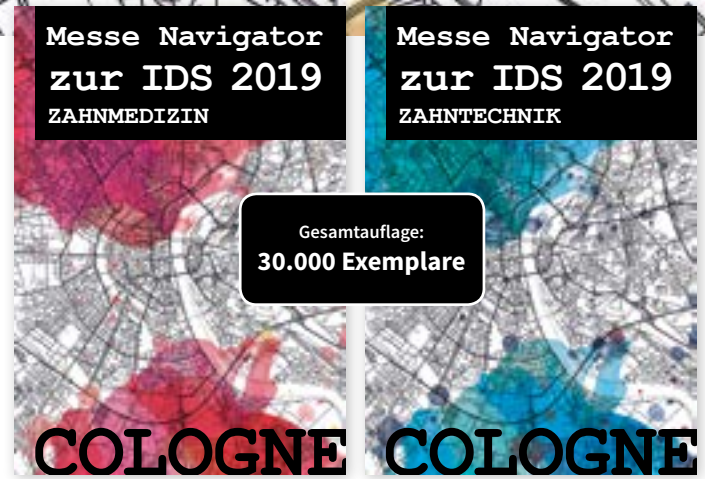 Messe Navigator
zur IDS 2019
ZAHNMEDIZIN
COLOGNE
Messe Navigator
zur IDS 2019
ZAHNTECHNIK
COLOGNE
Gesamtauflage:
30.000 Exemplare